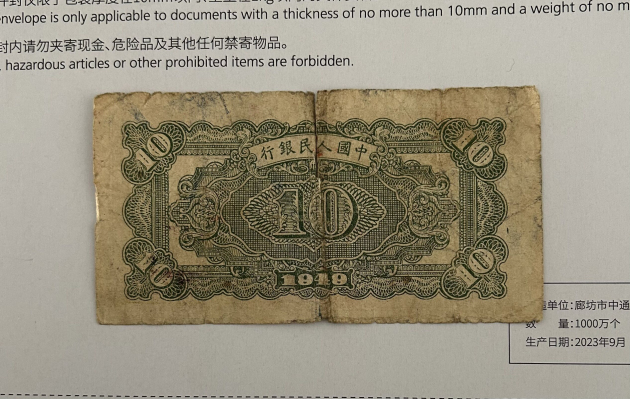 envelope is only applicable to documents with a thickness of no more than 10mm and a weight of no m
封内请勿夹寄现金、危险品及其他任何禁寄物品。
hazardous articles or other prohibited items are forbidden.
10
10
行銀民人國中
10
10
10
1949
单位:廊坊市中通
数 量:1000万个
生产日期:2023年9月